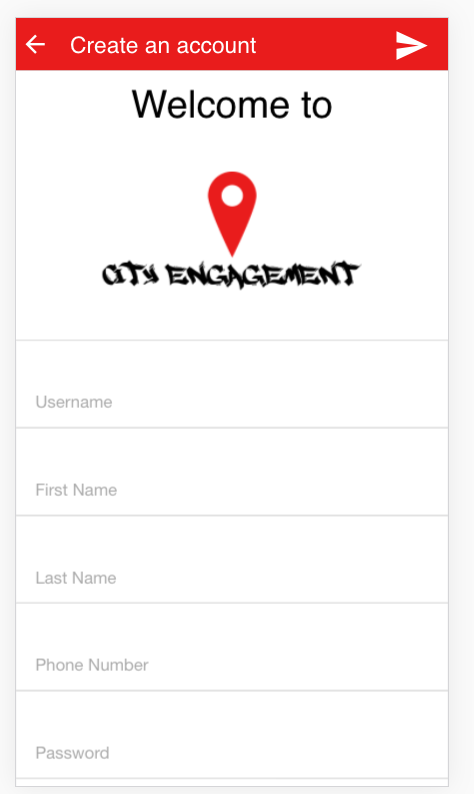 Create an account
Welcome to
CITY ENGAGEMENT
Username
First Name
Last Name
Phone Number
Password